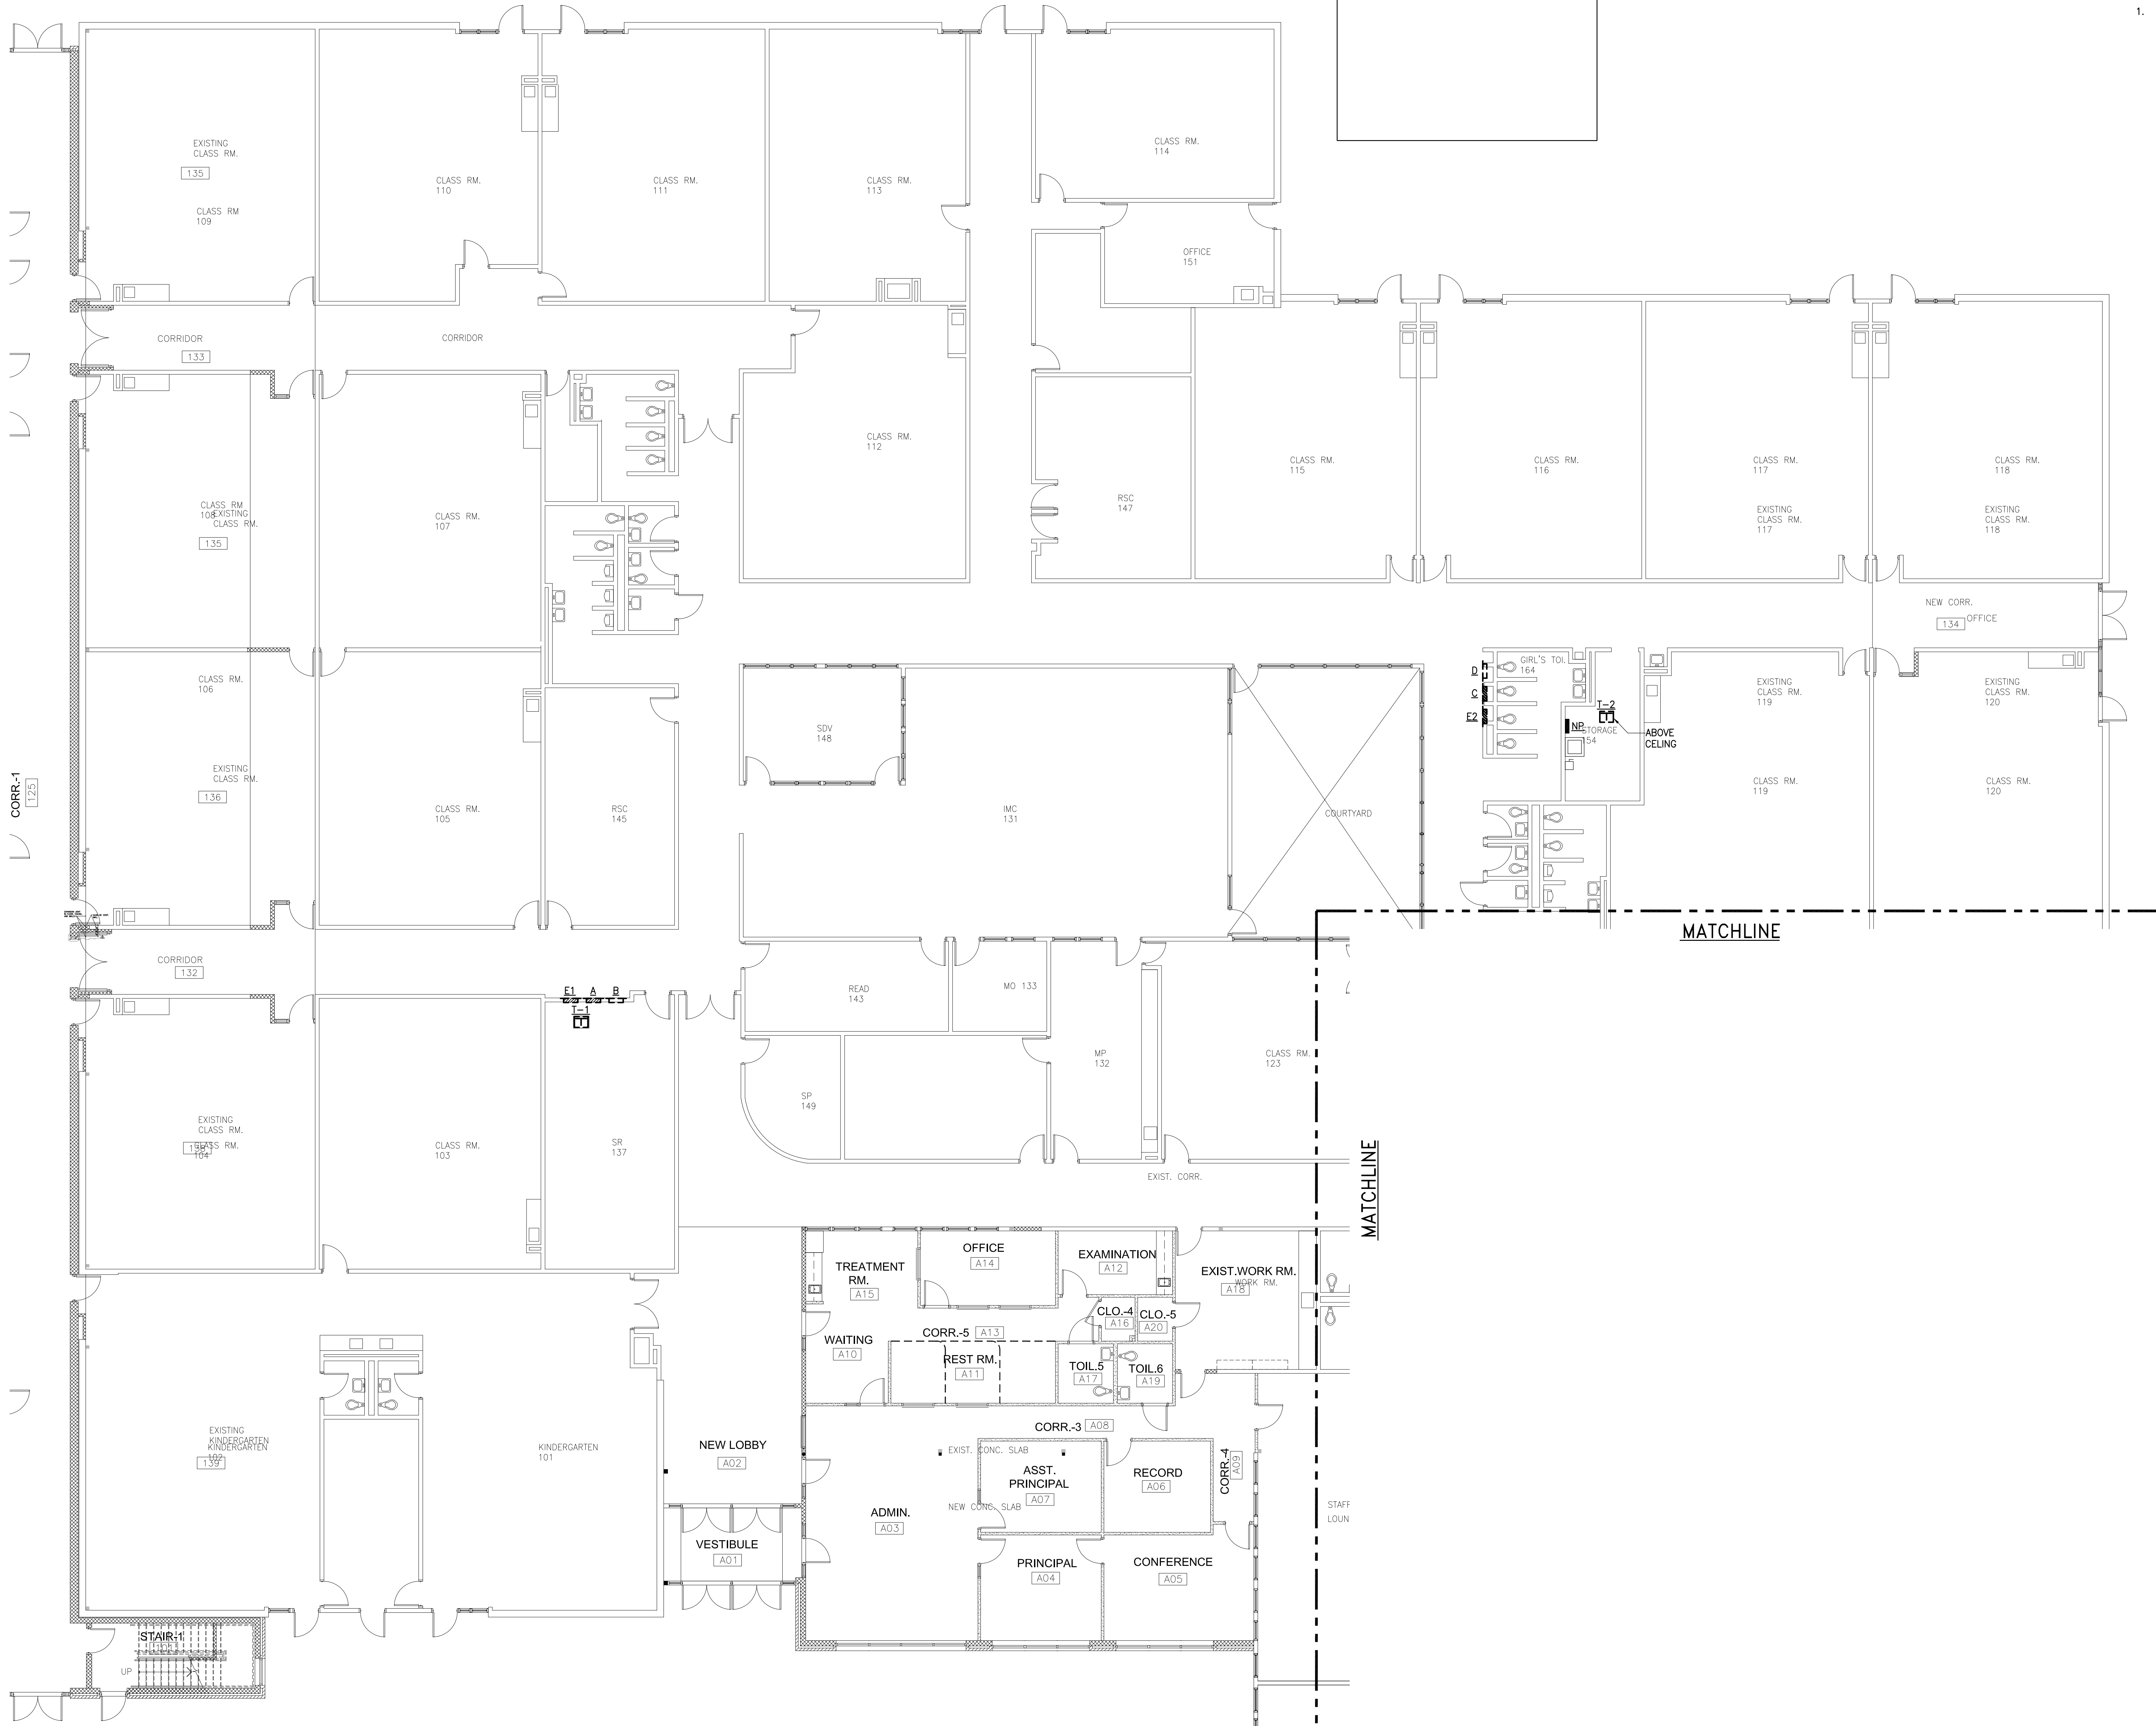 1.
EXISTING
CLASS RM.
135
CLASS RM
109
CLASS RM.
110
CLASS RM.
111
CLASS RM.
113
CLASS RM.
114
OFFICE
151
CORRIDOR
133
CORRIDOR
CLASS RM
108
EXISTING
CLASS RM.
135
CLASS RM.
107
CLASS RM.
112
RSC
147
CLASS RM.
115
CLASS RM.
116
CLASS RM.
117
EXISTING
CLASS RM.
117
CLASS RM.
118
EXISTING
CLASS RM.
118
NEW CORR.
134
OFFICE
CLASS RM.
106
EXISTING
CLASS RM.
136
CLASS RM.
105
RSC
145
SDV
148
IMC
131
COURTYARD
D
C
E2
GIRL'S TOI.
164
T-2
NP
STORAGE
154
ABOVE
CELING
EXISTING
CLASS RM.
119
CLASS RM.
119
EXISTING
CLASS RM.
120
CLASS RM.
120
CORR.-1
125
MATCHLINE
CORRIDOR
132
E1
A
B
T-1
READ
143
MO 133
MP
132
CLASS RM.
123
SP
149
EXISTING
CLASS RM.
138
CLASS RM.
104
CLASS RM.
103
SR
137
EXIST. CORR.
MATCHLINE
TREATMENT
RM.
A15
OFFICE
A14
EXAMINATION
A12
EXIST.WORK RM.
WORK RM.
A18
CLO.-4
A16
CLO.-5
A20
WAITING
A10
CORR.-5
A13
REST RM.
A11
TOIL.5
A17
TOIL.6
A19
EXISTING
KINDERGARTEN
KINDERGARTEN
102
139
KINDERGARTEN
101
NEW LOBBY
A02
CORR.-3
A08
EXIST. CONC. SLAB
ASST.
PRINCIPAL
A07
RECORD
A06
CORR.-4
A09
NEW CONC. SLAB
ADMIN.
A03
STAFF
LOUN
VESTIBULE
A01
PRINCIPAL
A04
CONFERENCE
A05
STAIR-1
UP